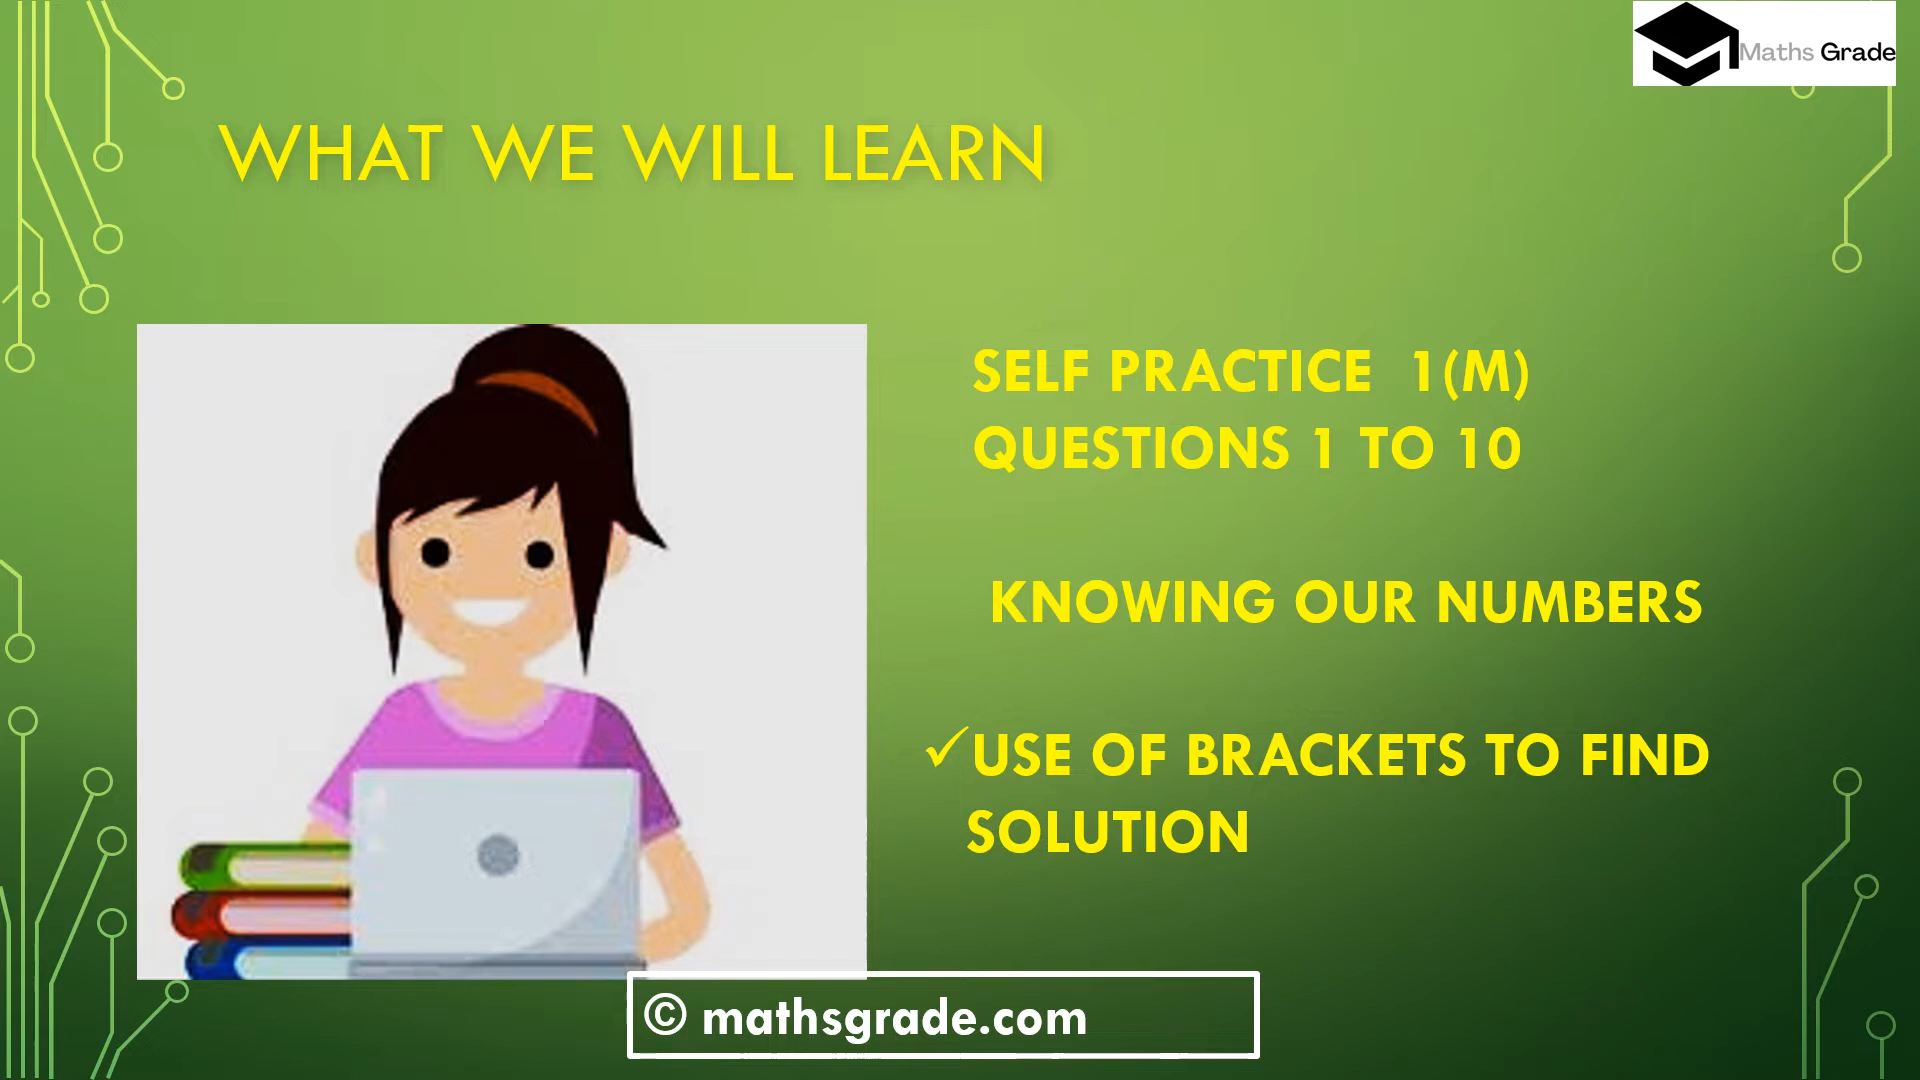 Maths Grade
WHAT WE WILL LEARN
SELF PRACTICE 1(M)
QUESTIONS 1 TO 10
KNOWING OUR NUMBERS
✓USE OF BRACKETS TO FIND
SOLUTION
© mathsgrade.com